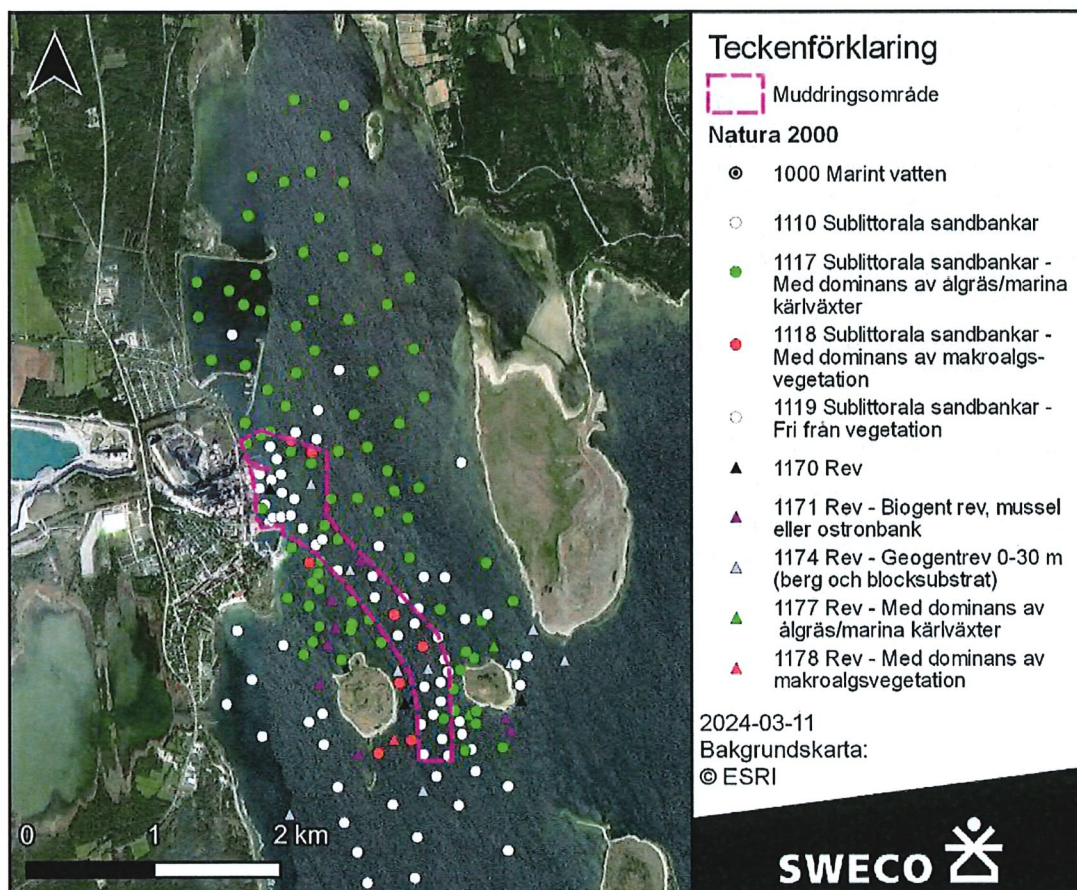 Teckenförklaring
Muddringsområde
Natura 2000
1000 Marint vatten
1110 Sublittorala sandbankar
1117 Sublittorala sandbankar -
Med dominans av ålgräs/marina
kärlväxter
1118 Sublittorala sandbankar -
Med dominans av makroalgs-
vegetation
1119 Sublittorala sandbankar -
Fri från vegetation
1170 Rev
1171 Rev - Biogent rev, mussel
eller ostronbank
1174 Rev - Geogentrev 0-30 m
(berg och blocksubstrat)
1177 Rev - Med dominans av
ålgräs/marina kärlväxter
1178 Rev - Med dominans av
makroalgsvegetation
2024-03-11
Bakgrundskarta:
© ESRI
0 1 2 km
SWECO